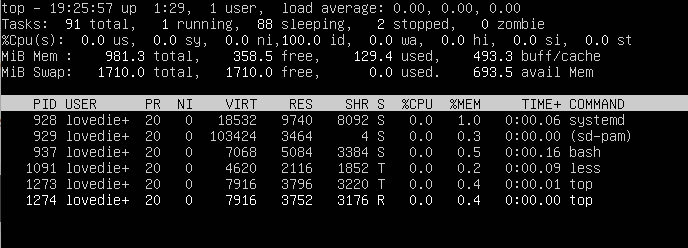 top - 19:25:57 up  1:29,  1 user,  load average: 0.00, 0.00, 0.00
Tasks:  91 total,   1 running,  88 sleeping,   2 stopped,   0 zombie
%Cpu(s):  0.0 us,  0.0 sy,  0.0 ni,100.0 id,  0.0 wa,  0.0 hi,  0.0 si,  0.0 st
MiB Mem :    981.3 total,    358.5 free,    129.4 used,    493.3 buff/cache
MiB Swap:   1710.0 total,   1710.0 free,      0.0 used.    693.5 avail Mem
PID USER      PR  NI    VIRT    RES    SHR S  %CPU  %MEM     TIME+ COMMAND
928 lovedie+  20   0   18532   9740   8092 S   0.0   1.0   0:00.06 systemd
929 lovedie+  20   0  103424   3464      4 S   0.0   0.3   0:00.00 (sd-pam)
937 lovedie+  20   0    7068   5084   3384 S   0.0   0.5   0:00.16 bash
1091 lovedie+  20   0    4620   2116   1852 T   0.0   0.2   0:00.09 less
1273 lovedie+  20   0    7916   3796   3220 T   0.0   0.4   0:00.01 top
1274 lovedie+  20   0    7916   3752   3176 R   0.0   0.4   0:00.00 top